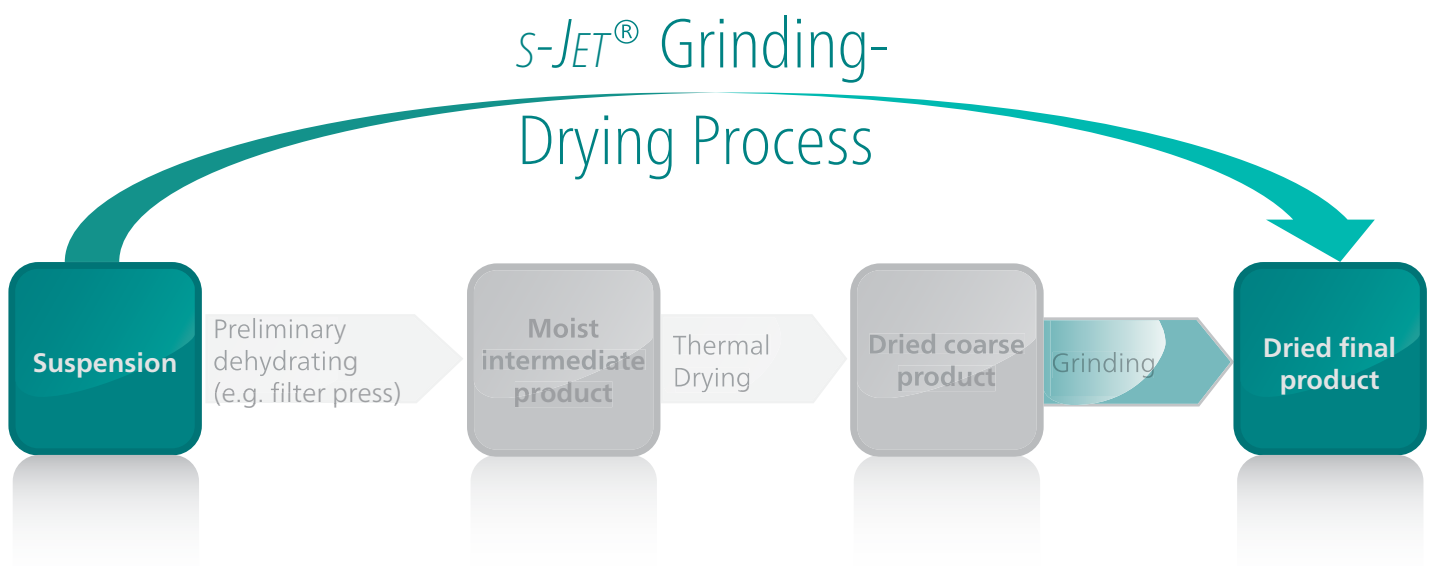 s-JET® Grinding-
Drying Process
Suspension
Preliminary
dehydrating
(e.g. filter press)
Moist
intermediate
product
Thermal
Drying
Dried coarse
product
Grinding
Dried final
product